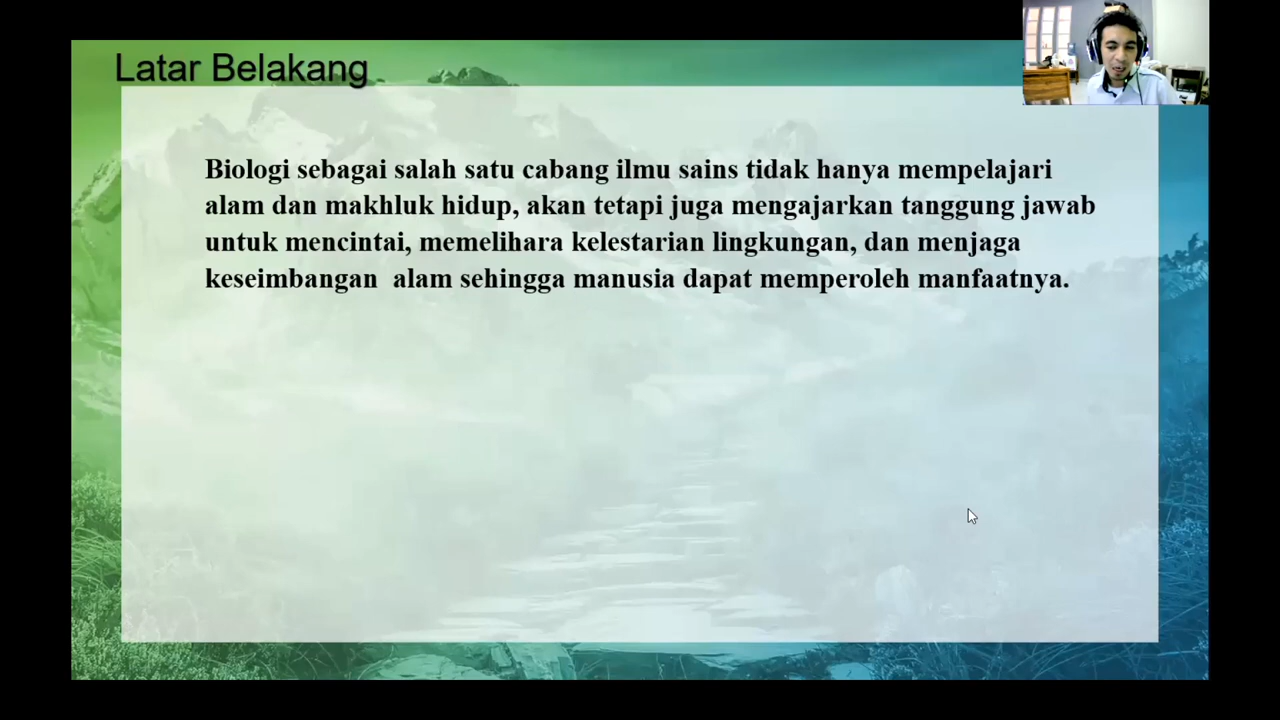 Latar Belakang
Biologi sebagai salah satu cabang ilmu sains tidak hanya mempelajari
alam dan makhluk hidup, akan tetapi juga mengajarkan tanggung jawab
untuk mencintai, memelihara kelestarian lingkungan, dan menjaga
keseimbangan  alam sehingga manusia dapat memperoleh manfaatnya.